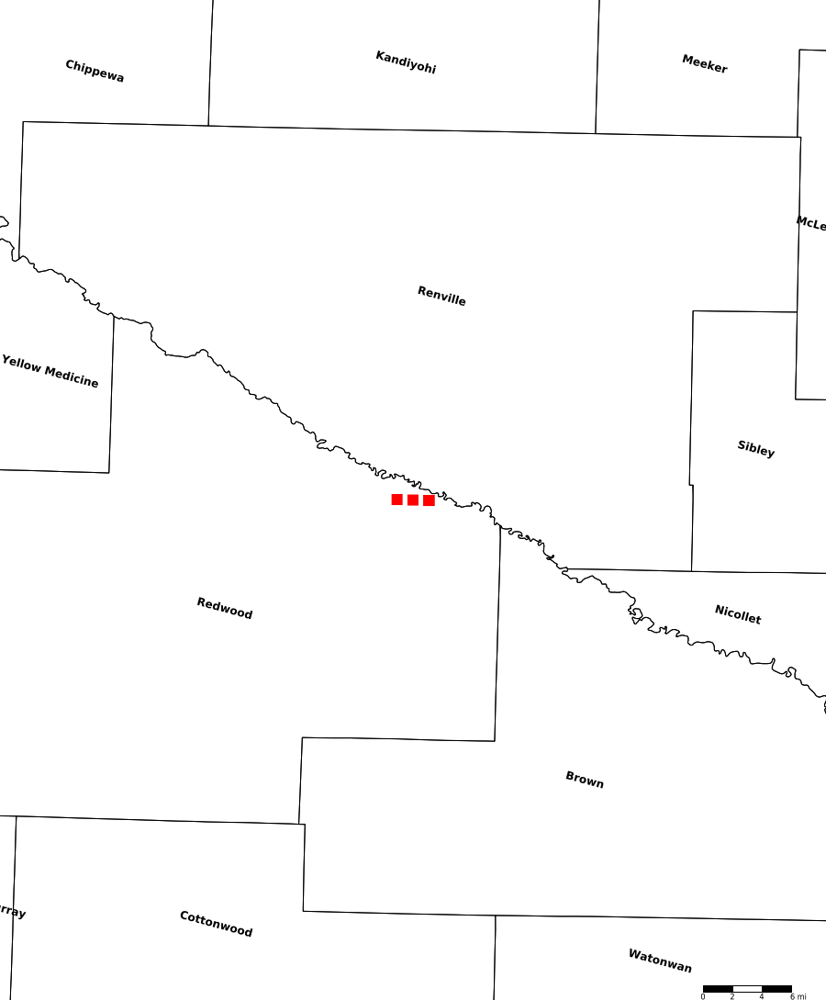 Chippewa
Kandiyohi
Meeker
McLe
Renville
Yellow Medicine
Sibley
Redwood
Nicollet
Brown
rray
Cottonwood
Watonwan
0 2 4 6 mi